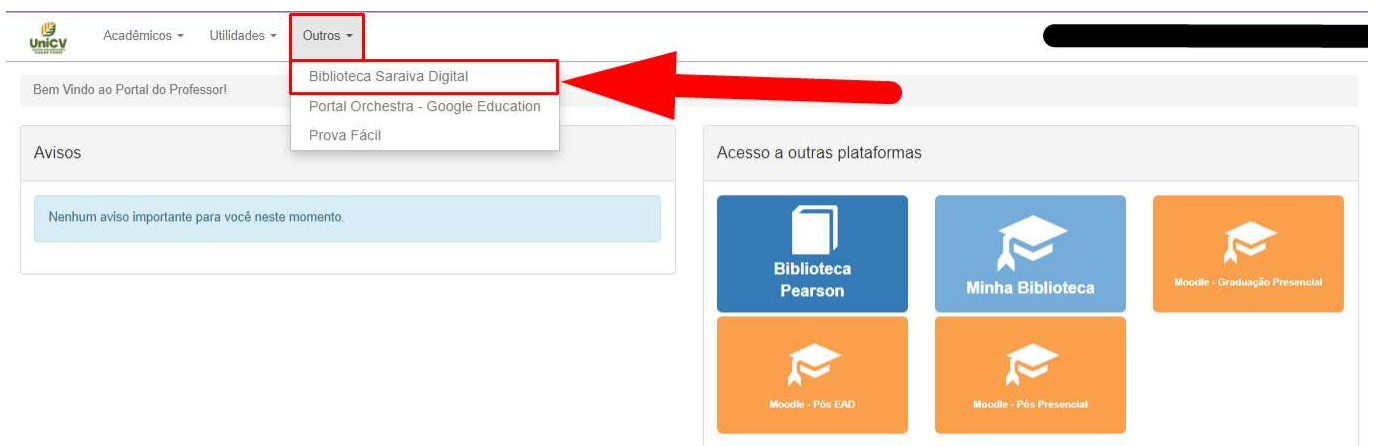 UniCV
Acadêmicos
Utilidades
Outros
Biblioteca Saraiva Digital
Portal Orchestra - Google Education
Prova Fácil
Bem Vindo ao Portal do Professor!
Avisos
Nenhum aviso importante para você neste momento.
Acesso a outras plataformas
Biblioteca
Pearson
Minha Biblioteca
Moodle - Graduação Presencial
Moodle - Pós EAD
Moodle - Pós Presencial